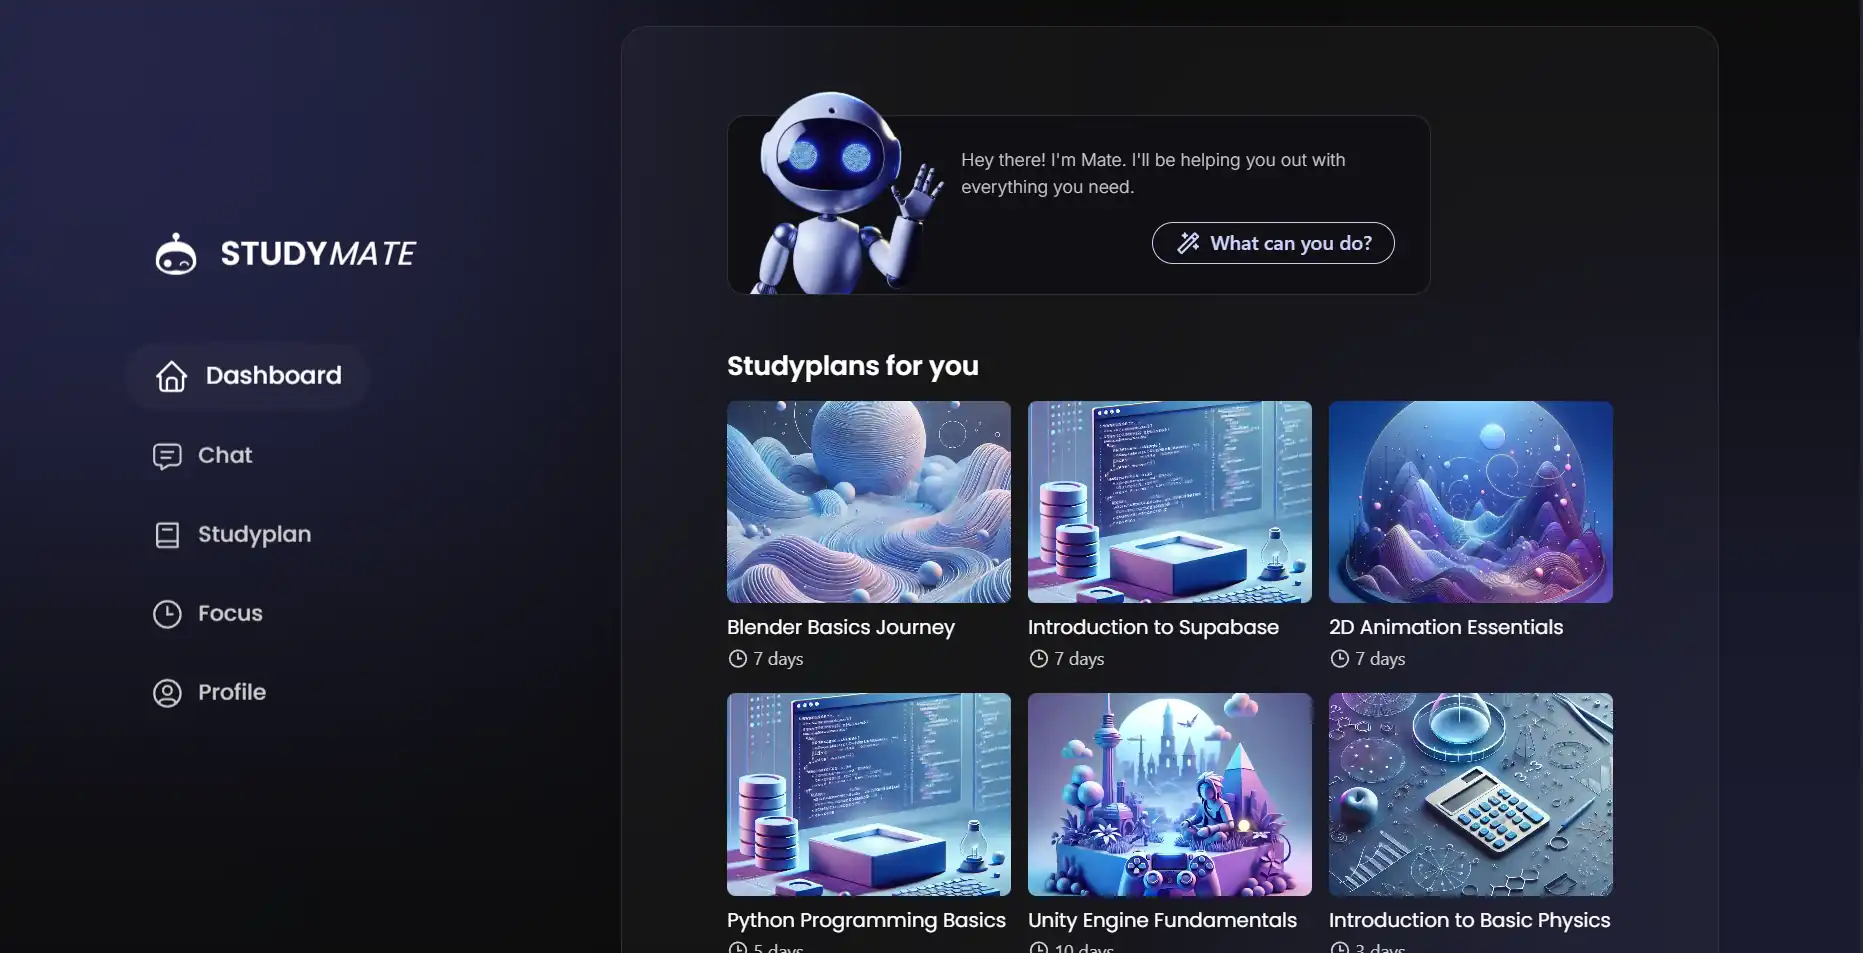 STUDYMATE
Dashboard
Chat
Studyplan
Focus
Profile
Hey there! I'm Mate. I'll be helping you out with
everything you need.
What can you do?
Studyplans for you
Blender Basics Journey
7 days
Introduction to Supabase
7 days
2D Animation Essentials
7 days
Python Programming Basics
5 days
Unity Engine Fundamentals
10 days
Introduction to Basic Physics
3 days